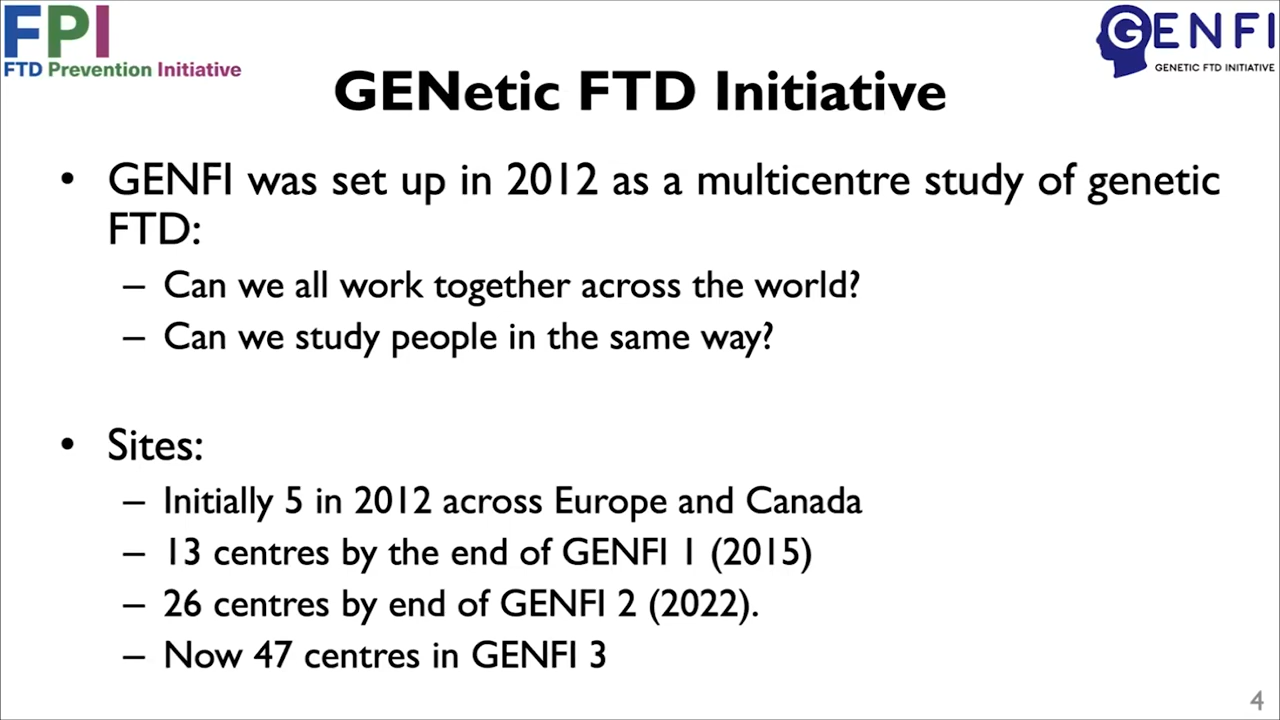 FPI
FTD Prevention Initiative
GENFI
GENETIC FTD INITIATIVE
GENetic FTD Initiative
• GENFI was set up in 2012 as a multicentre study of genetic
FTD:
– Can we all work together across the world?
– Can we study people in the same way?
• Sites:
– Initially 5 in 2012 across Europe and Canada
– 13 centres by the end of GENFI 1 (2015)
– 26 centres by end of GENFI 2 (2022).
– Now 47 centres in GENFI 3
4